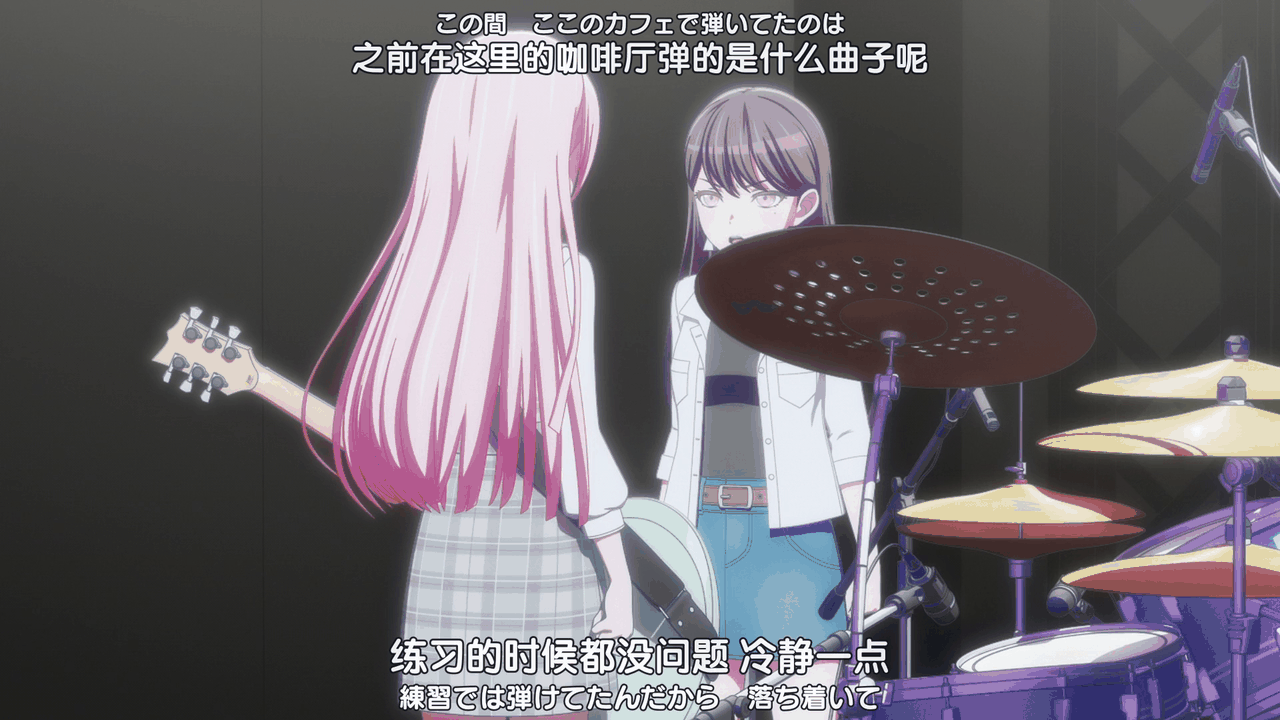 この間　ここのカフェで弾いてたのは
之前在这里的咖啡厅弹的是什么曲子呢
练习的时候都没问题 冷静一点
練習では弾けてたんだから　落ち着いて